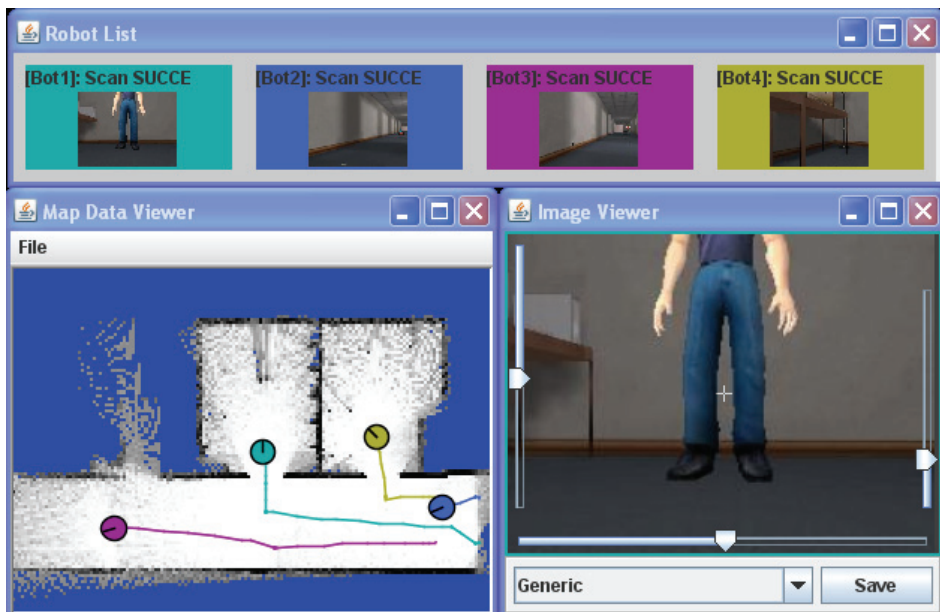 Robot List
[Bot1]: Scan SUCCE
[Bot2]: Scan SUCCE
[Bot3]: Scan SUCCE
[Bot4]: Scan SUCCE
Map Data Viewer
File
Image Viewer
Generic
Save